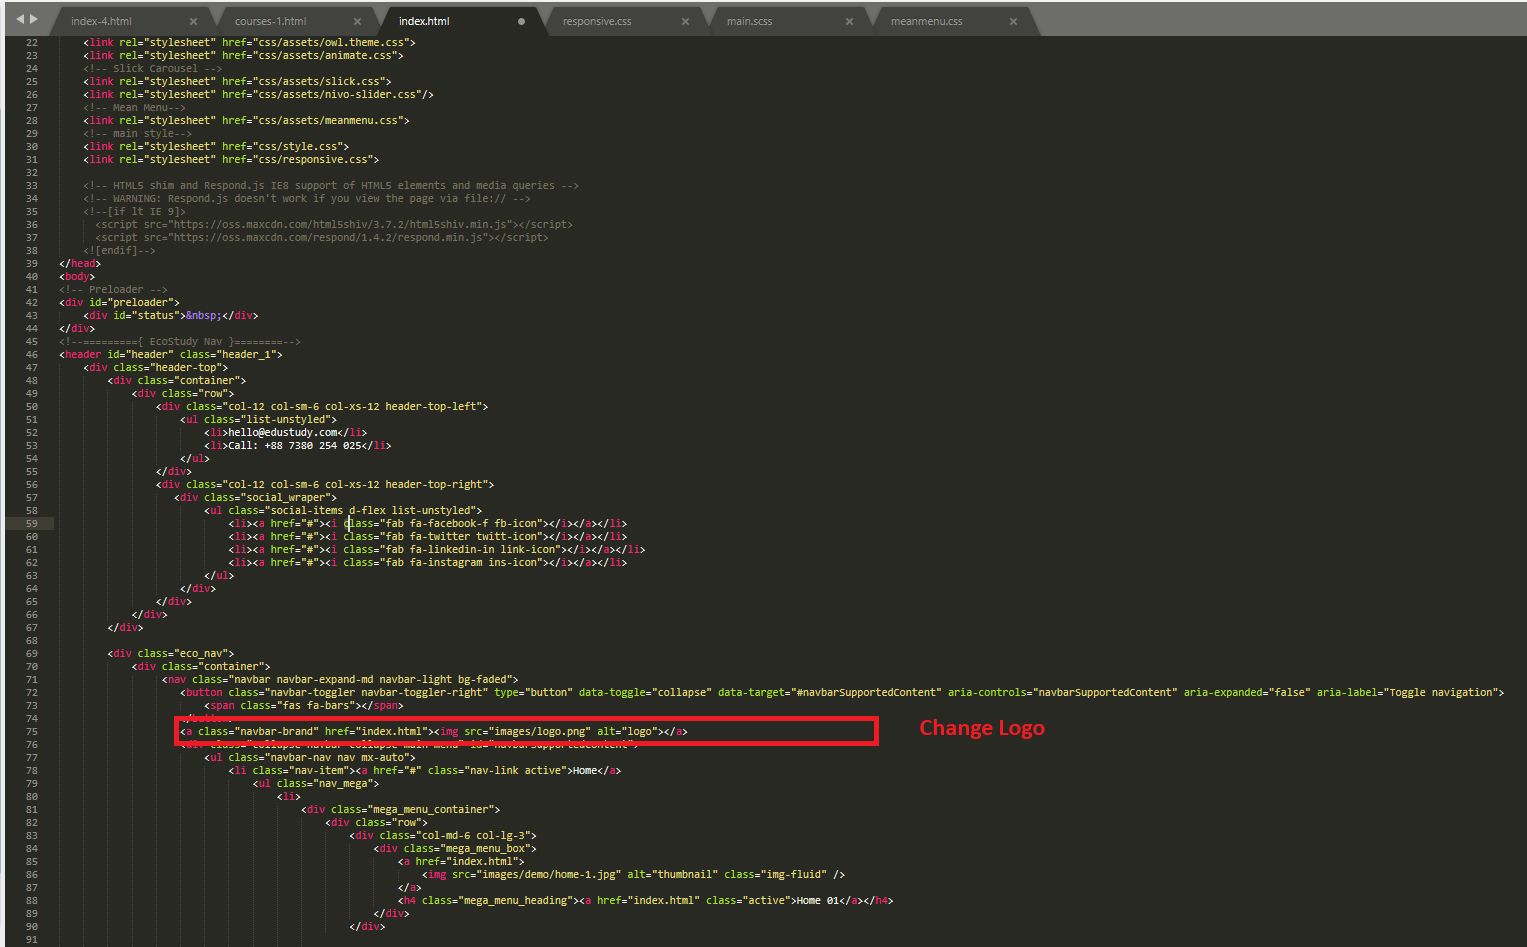 index-4.html × courses-1.html × index.html responsive.css × main.scss × meanmenu.css ×
22 <link rel="stylesheet" href="css/assets/owl.theme.css">
23 <link rel="stylesheet" href="css/assets/animate.css">
24 <!-- Slick Carousel -->
25 <link rel="stylesheet" href="css/assets/slick.css">
26 <link rel="stylesheet" href="css/assets/nivo-slider.css"/>
27 <!-- Mean Menu-->
28 <link rel="stylesheet" href="css/assets/meanmenu.css">
29 <!-- main style-->
30 <link rel="stylesheet" href="css/style.css">
31 <link rel="stylesheet" href="css/responsive.css">
32
33 <!-- HTML5 shim and Respond.js IE8 support of HTML5 elements and media queries -->
34 <!-- WARNING: Respond.js doesn't work if you view the page via file:// -->
35 <!--[if lt IE 9]>
36 <script src="https://oss.maxcdn.com/html5shiv/3.7.2/html5shiv.min.js"></script>
37 <script src="https://oss.maxcdn.com/respond/1.4.2/respond.min.js"></script>
38 <![endif]-->
39 </head>
40 <body>
41 <!-- Preloader -->
42 <div id="preloader">
43 <div id="status">&nbsp;</div>
44 </div>
45 <!--=========={ EcoStudy Nav }========-->
46 <header id="header" class="header_1">
47 <div class="header-top">
48 <div class="container">
49 <div class="row">
50 <div class="col-12 col-sm-6 col-xs-12 header-top-left">
51 <ul class="list-unstyled">
52 <li>hello@edustudy.com</li>
53 <li>Call: +88 7380 254 025</li>
54 </ul>
55 </div>
56 <div class="col-12 col-sm-6 col-xs-12 header-top-right">
57 <div class="social_wraper">
58 <ul class="social-items d-flex list-unstyled">
59 <li><a href="#"><i class="fab fa-facebook-f fb-icon"></i></a></li>
60 <li><a href="#"><i class="fab fa-twitter twitt-icon"></i></a></li>
61 <li><a href="#"><i class="fab fa-linkedin-in link-icon"></i></a></li>
62 <li><a href="#"><i class="fab fa-instagram ins-icon"></i></a></li>
63 </ul>
64 </div>
65 </div>
66 </div>
67 </div>
68
69 <div class="eco_nav">
70 <div class="container">
71 <nav class="navbar navbar-expand-md navbar-light bg-faded">
72 <button class="navbar-toggler navbar-toggler-right" type="button" data-toggle="collapse" data-target="#navbarSupportedContent" aria-controls="navbarSupportedContent" aria-expanded="false" aria-label="Toggle navigation">
73 <span class="fas fa-bars"></span>
74 </button>
75 <a class="navbar-brand" href="index.html"><img src="images/logo.png" alt="logo"></a> Change Logo
76 <div class="collapse navbar-collapse main-menu" id="navbarSupportedContent">
77 <ul class="navbar-nav nav mx-auto">
78 <li class="nav-item"><a href="#" class="nav-link active">Home</a>
79 <ul class="nav_mega">
80 <li>
81 <div class="mega_menu_container">
82 <div class="row">
83 <div class="col-md-6 col-lg-3">
84 <div class="mega_menu_box">
85 <a href="index.html">
86 <img src="images/demo/home-1.jpg" alt="thumbnail" class="img-fluid" />
87 </a>
88 <h4 class="mega_menu_heading"><a href="index.html" class="active">Home 01</a></h4>
89 </div>
90 </div>
91